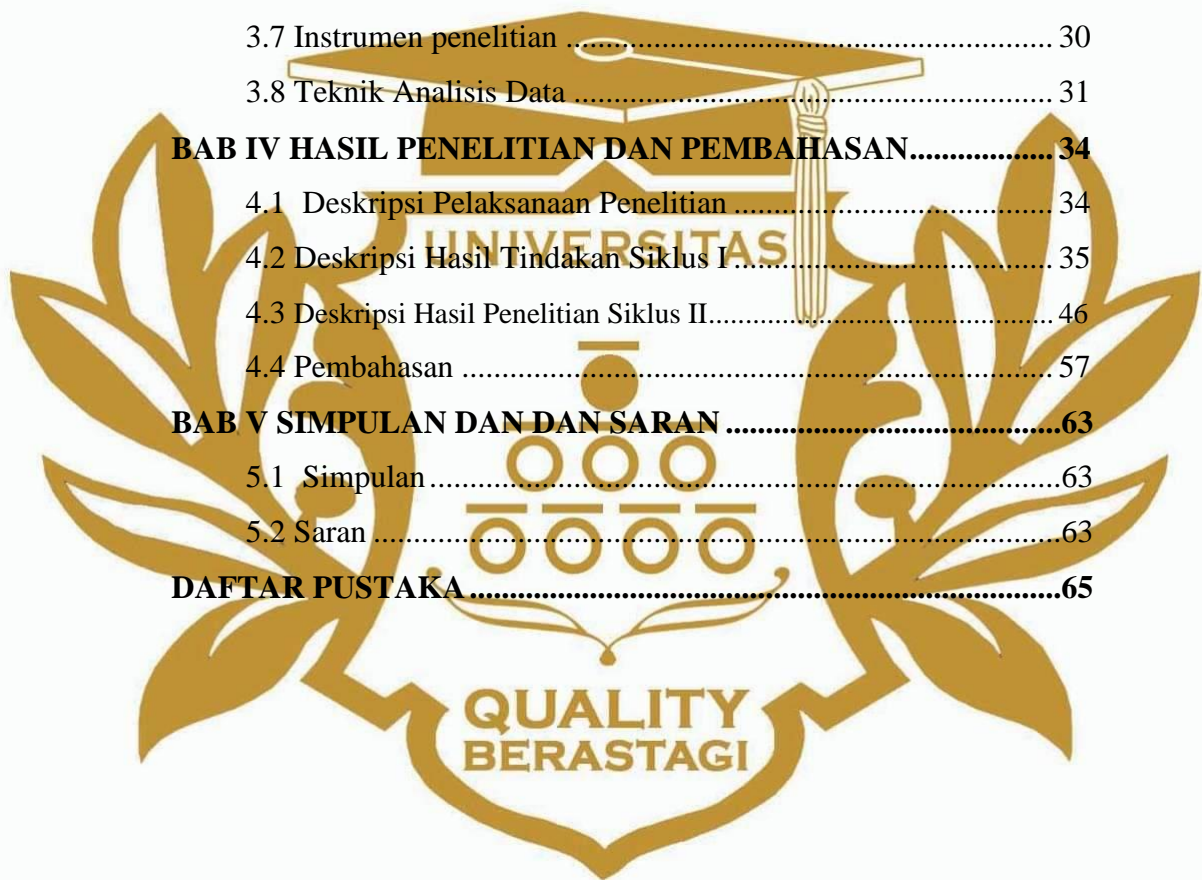 3.7 Instrumen penelitian ............................................................. 30
3.8 Teknik Analisis Data ............................................................ 31
BAB IV HASIL PENELITIAN DAN PEMBAHASAN.................. 34
4.1 Deskripsi Pelaksanaan Penelitian ........................................ 34
UNIVERSITAS
4.2 Deskripsi Hasil Tindakan Siklus I ........................................ 35
4.3 Deskripsi Hasil Penelitian Siklus II............................................ 46
4.4 Pembahasan .......................................................................... 57
BAB V SIMPULAN DAN DAN SARAN ..........................................63
5.1 Simpulan...............................................................................63
5.2 Saran ......................................................................................63
DAFTAR PUSTAKA .........................................................................65
QUALITY
BERASTAGI